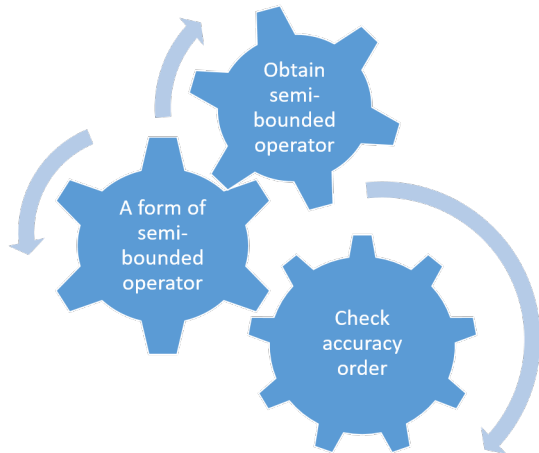 Obtain
semi-
bounded
operator
A form of
semi-
bounded
operator
Check
accuracy
order